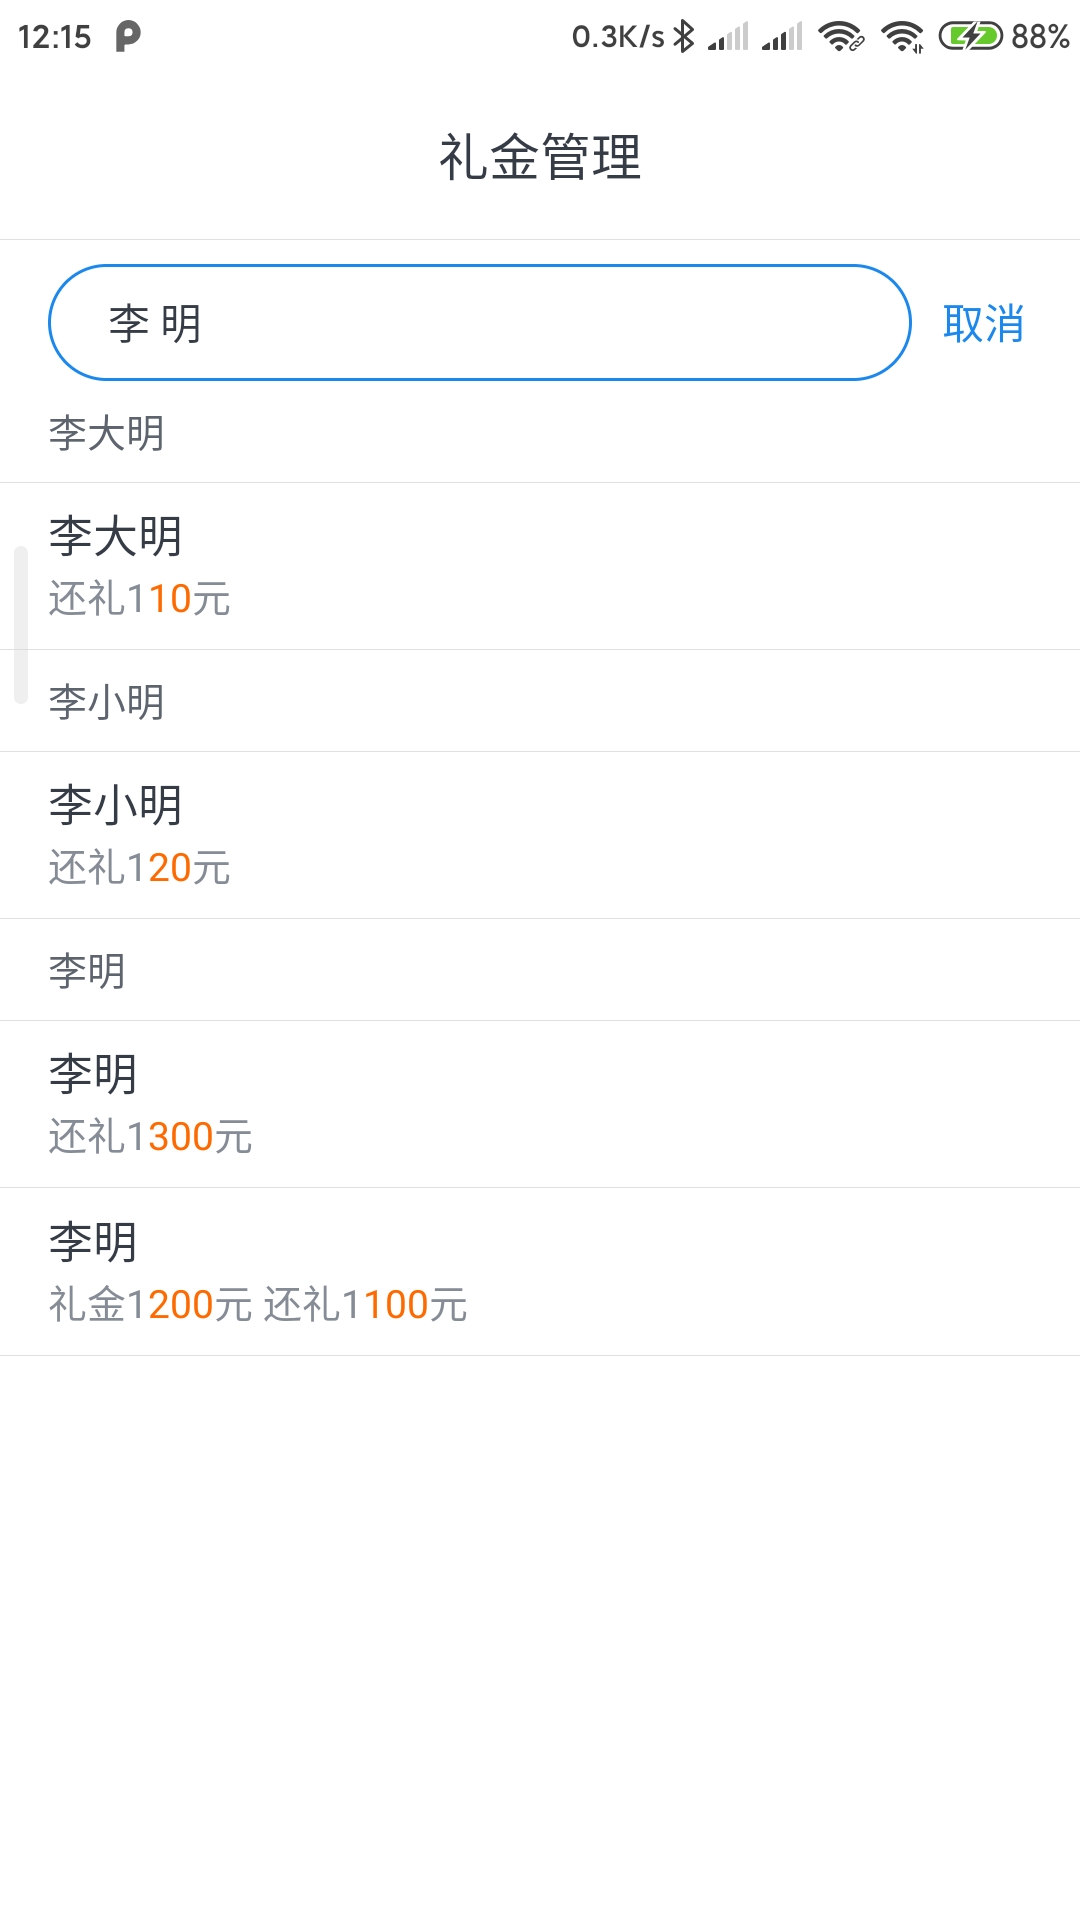 12:15 0.3K/s 88%
礼金管理
李 明 取消
李大明
李大明
还礼110元
李小明
李小明
还礼120元
李明
李明
还礼1300元
李明
礼金1200元 还礼1100元